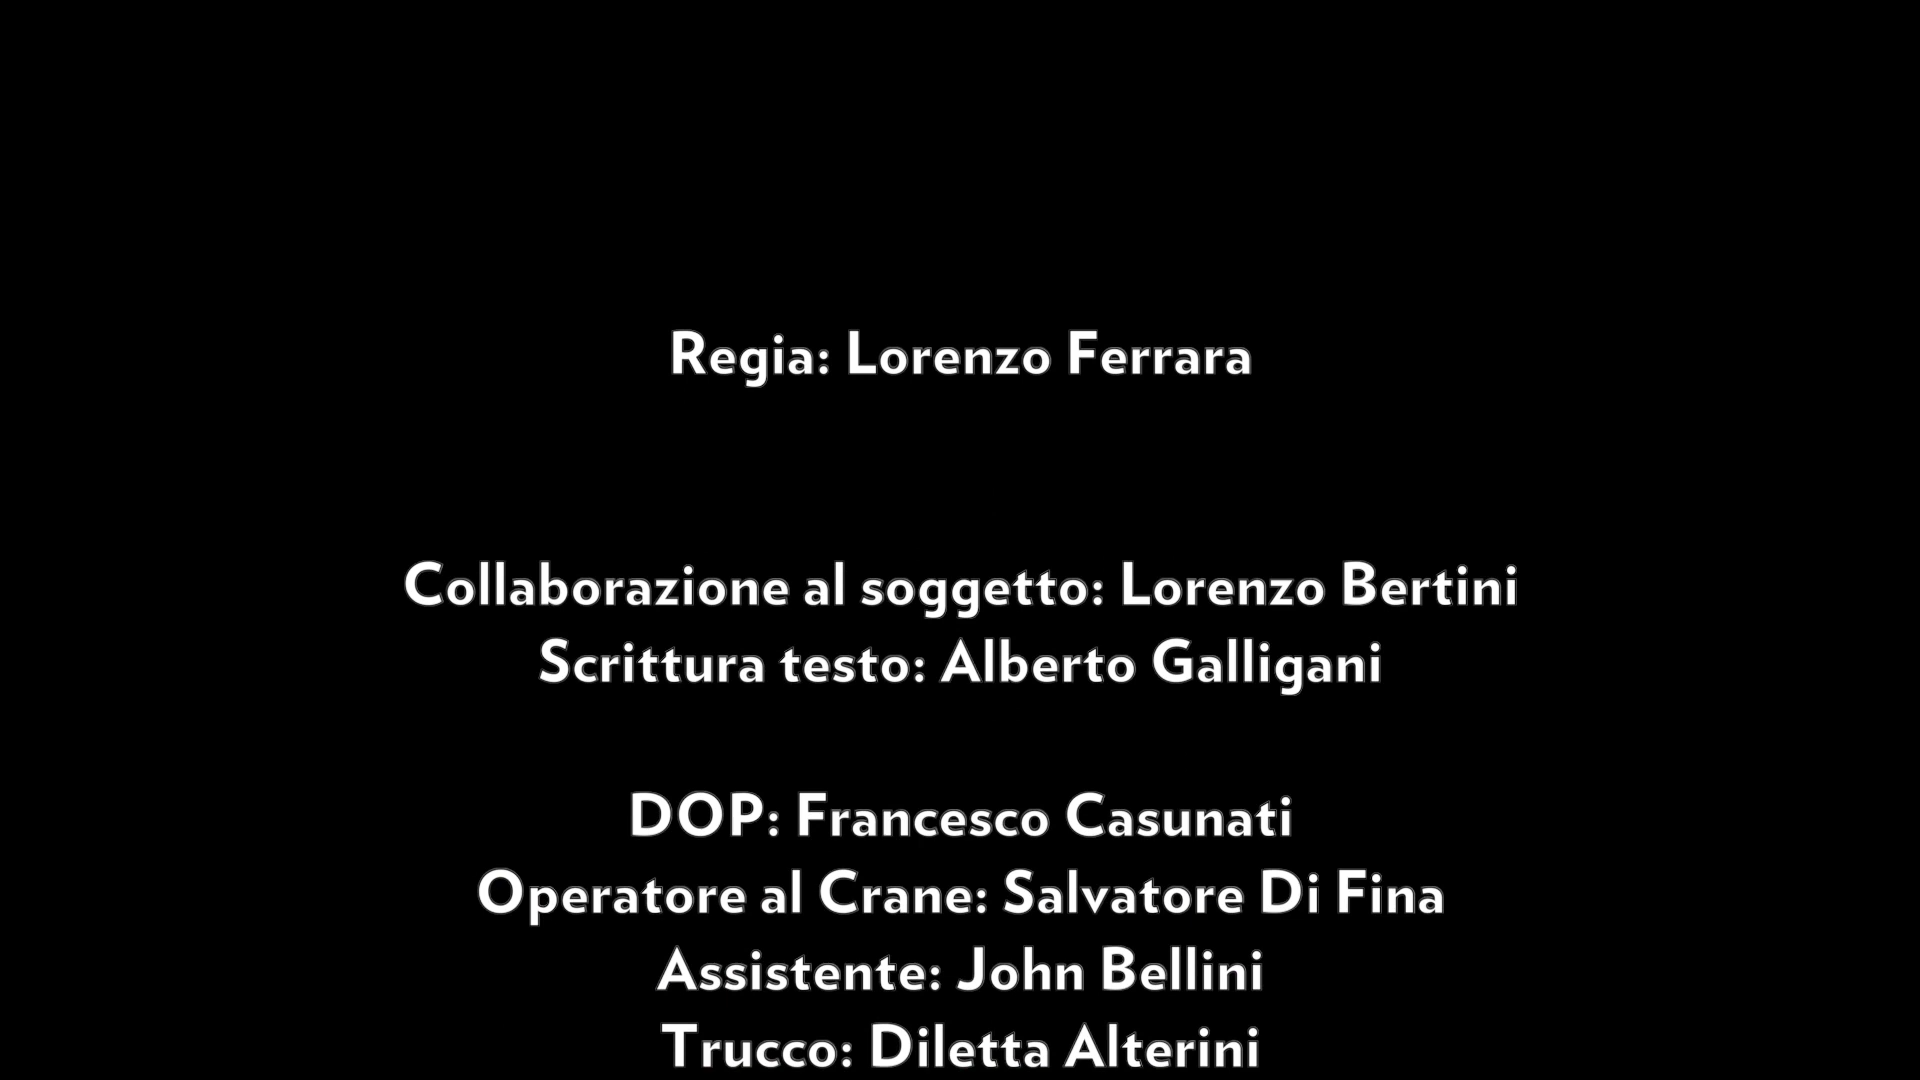 Regia: Lorenzo Ferrara
Collaborazione al soggetto: Lorenzo Bertini
Scrittura testo: Alberto Galligani
DOP: Francesco Casunati
Operatore al Crane: Salvatore Di Fina
Assistente: John Bellini
Trucco: Diletta Alterini